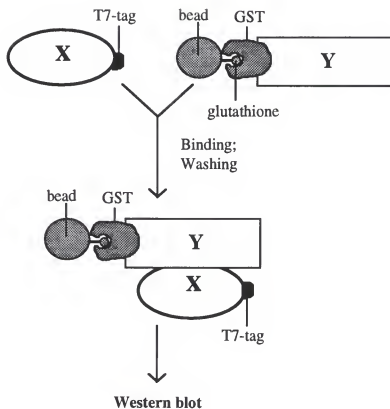 T7-tag
bead
GST
X
Y
glutathione
Binding;
Washing
bead
GST
Y
X
T7-tag
Western blot